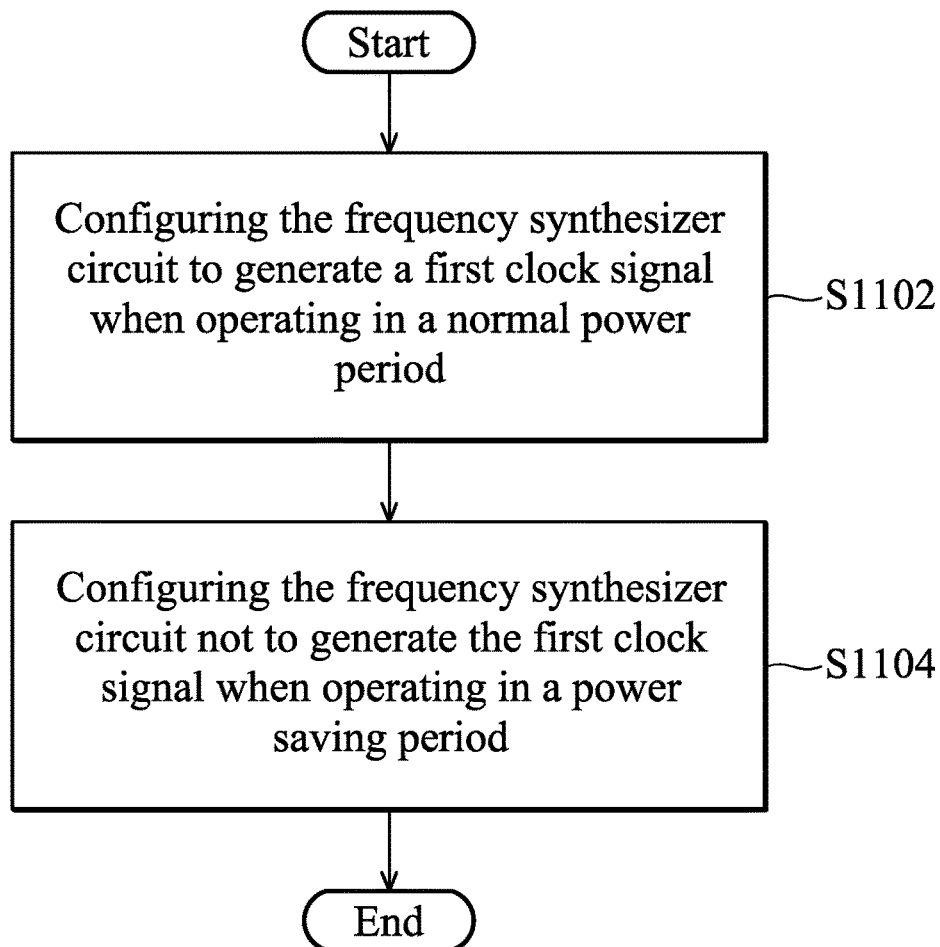 Start
Configuring the frequency synthesizer
circuit to generate a first clock signal
when operating in a normal power
period
S1102
Configuring the frequency synthesizer
circuit not to generate the first clock
signal when operating in a power
saving period
S1104
End